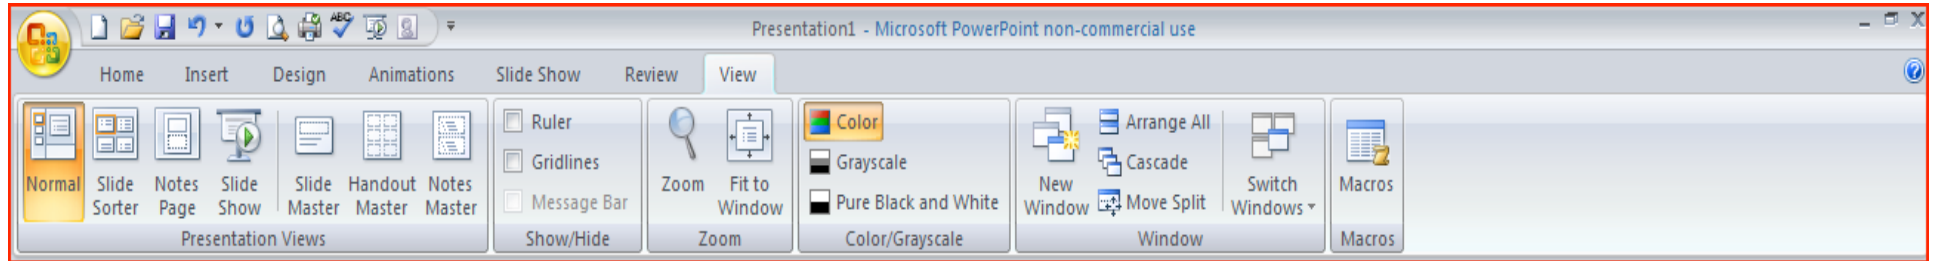 ABC
Presentation1 - Microsoft PowerPoint non-commercial use
Home Insert Design Animations Slide Show Review View
Normal
Slide Sorter
Notes Page
Slide Show
Slide Master
Handout Master
Notes Master
Presentation Views
Ruler
Gridlines
Message Bar
Show/Hide
Zoom
Fit to Window
Zoom
Color
Grayscale
Pure Black and White
Color/Grayscale
New Window
Arrange All
Cascade
Move Split
Switch Windows
Window
Macros
Macros